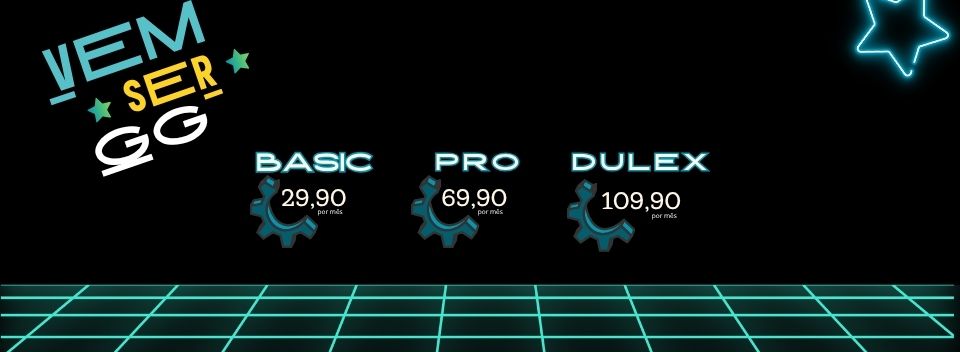 VEM
SER
GG
BASIC
PRO
DULEX
29,90
por mês
69,90
por mês
109,90
por mês